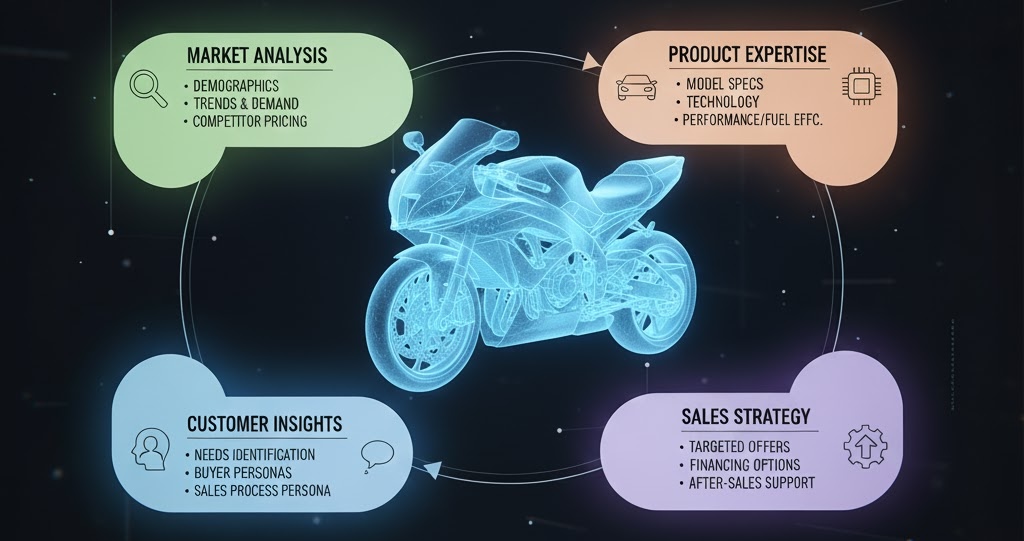 MARKET ANALYSIS
• DEMOGRAPHICS
• TRENDS & DEMAND
• COMPETITOR PRICING
PRODUCT EXPERTISE
• MODEL SPECS
• TECHNOLOGY
• PERFORMANCE/FUEL EFFC.
CUSTOMER INSIGHTS
• NEEDS IDENTIFICATION
• BUYER PERSONAS
• SALES PROCESS PERSONA
SALES STRATEGY
• TARGETED OFFERS
• FINANCING OPTIONS
• AFTER-SALES SUPPORT